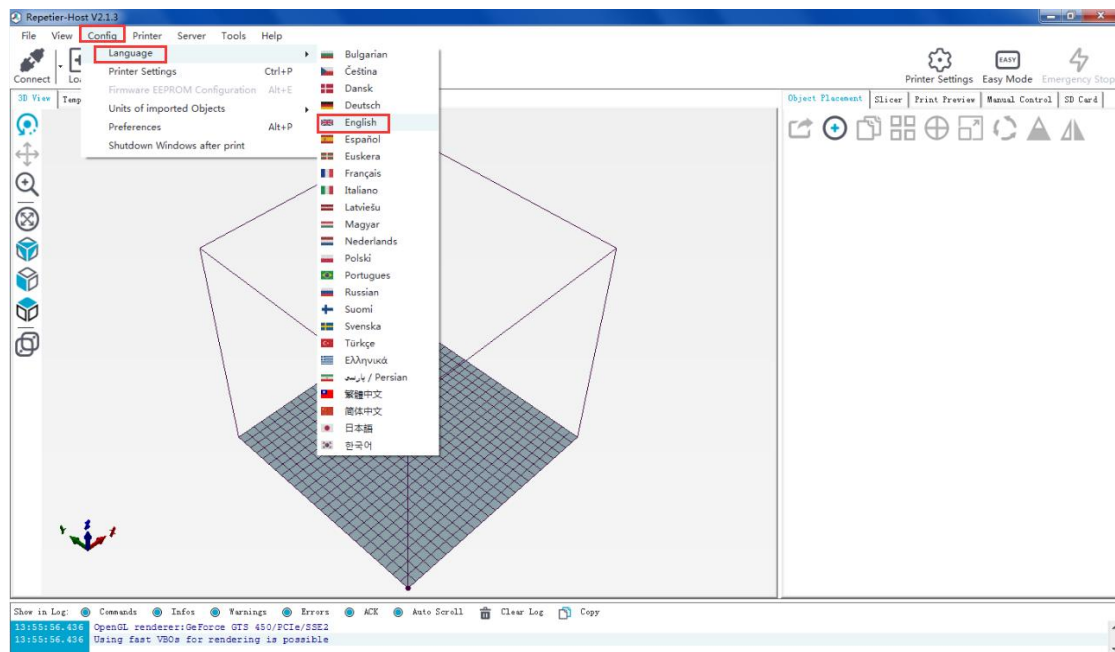 Repetier-Host V2.1.3
File View Config Printer Server Tools Help
Connect
Printer Settings Easy Mode Emergency Stop
EASY
Language
Printer Settings Ctrl+P
Firmware EEPROM Configuration Alt+E
Units of imported Objects
Preferences Alt+P
Shutdown Windows after print
Bulgarian
Čeština
Dansk
Deutsch
English
Español
Euskera
Français
Italiano
Latviešu
Magyar
Nederlands
Polski
Portugues
Russian
Suomi
Svenska
Türkçe
Ελληνικά
پارسی / Persian
繁體中文
简体中文
日本語
한국어
3D View
Object Placement Slicer Print Preview Manual Control SD Card
Y Z X
Show in Log: Commands Infos Warnings Errors ACK Auto Scroll Clear Log Copy
13:55:56.436 OpenGL renderer:GeForce GTS 450/PCIe/SSE2
13:55:56.436 Using fast VBOs for rendering is possible